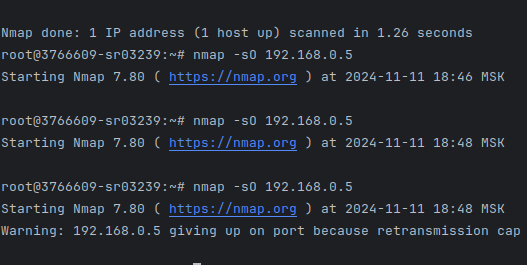 Nmap done: 1 IP address (1 host up) scanned in 1.26 seconds
root@3766609-sr03239:~# nmap -sO 192.168.0.5
Starting Nmap 7.80 ( https://nmap.org ) at 2024-11-11 18:46 MSK
root@3766609-sr03239:~# nmap -sO 192.168.0.5
Starting Nmap 7.80 ( https://nmap.org ) at 2024-11-11 18:48 MSK
root@3766609-sr03239:~# nmap -sO 192.168.0.5
Starting Nmap 7.80 ( https://nmap.org ) at 2024-11-11 18:48 MSK
Warning: 192.168.0.5 giving up on port because retransmission cap